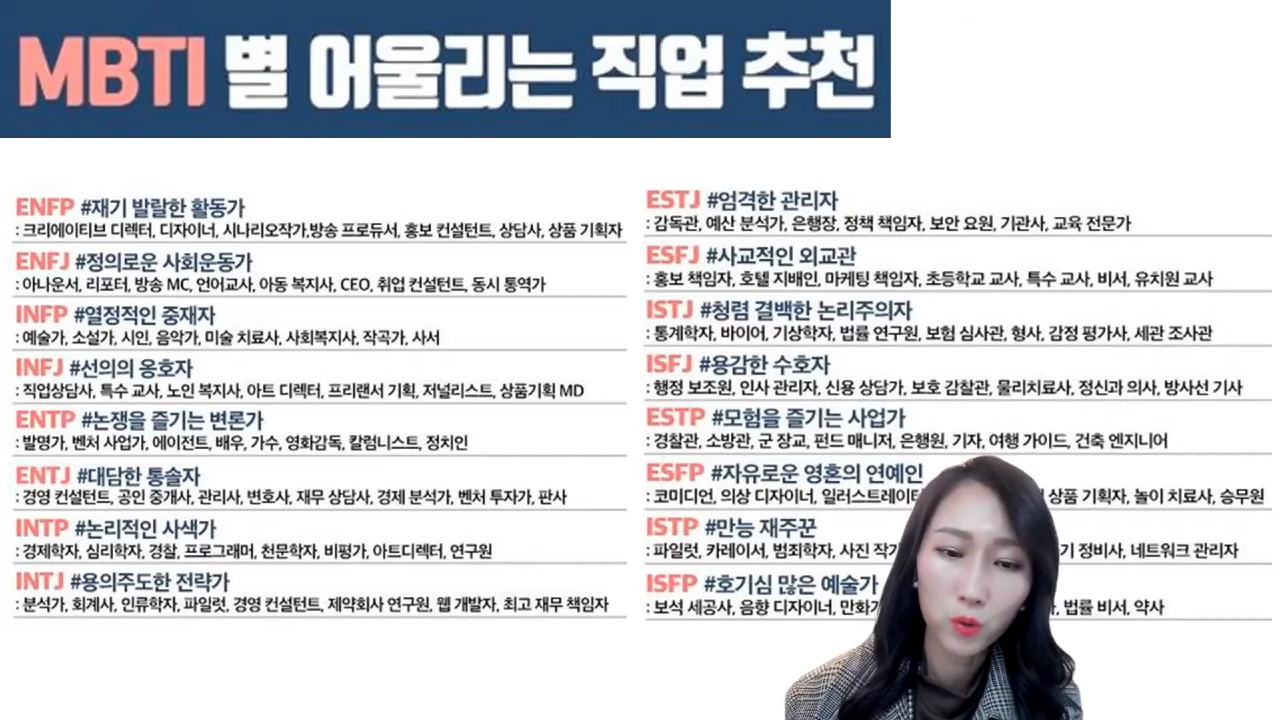 MBTI 별 어울리는 직업 추천
ENFP #재기 발랄한 활동가
: 크리에이티브 디렉터, 디자이너, 시나리오작가,방송 프로듀서, 홍보 컨설턴트, 상담사, 상품 기획자
ENFJ #정의로운 사회운동가
: 아나운서, 리포터, 방송 MC, 언어교사, 아동 복지사, CEO, 취업 컨설턴트, 동시 통역가
INFP #열정적인 중재자
: 예술가, 소설가, 시인, 음악가, 미술 치료사, 사회복지사, 작곡가, 사서
INFJ #선의의 옹호자
: 직업상담사, 특수 교사, 노인 복지사, 아트 디렉터, 프리랜서 기획, 저널리스트, 상품기획 MD
ENTP #논쟁을 즐기는 변론가
: 발명가, 벤처 사업가, 에이전트, 배우, 가수, 영화감독, 칼럼니스트, 정치인
ENTJ #대담한 통솔자
: 경영 컨설턴트, 공인 중개사, 관리사, 변호사, 재무 상담사, 경제 분석가, 벤처 투자가, 판사
INTP #논리적인 사색가
: 경제학자, 심리학자, 경찰, 프로그래머, 천문학자, 비평가, 아트디렉터, 연구원
INTJ #용의주도한 전략가
: 분석가, 회계사, 인류학자, 파일럿, 경영 컨설턴트, 제약회사 연구원, 웹 개발자, 최고 재무 책임자
ESTJ #엄격한 관리자
: 감독관, 예산 분석가, 은행장, 정책 책임자, 보안 요원, 기관사, 교육 전문가
ESFJ #사교적인 외교관
: 홍보 책임자, 호텔 지배인, 마케팅 책임자, 초등학교 교사, 특수 교사, 비서, 유치원 교사
ISTJ #청렴 결백한 논리주의자
: 통계학자, 바이어, 기상학자, 법률 연구원, 보험 심사관, 형사, 감정 평가사, 세관 조사관
ISFJ #용감한 수호자
: 행정 보조원, 인사 관리자, 신용 상담가, 보호 감찰관, 물리치료사, 정신과 의사, 방사선 기사
ESTP #모험을 즐기는 사업가
: 경찰관, 소방관, 군 장교, 펀드 매니저, 은행원, 기자, 여행 가이드, 건축 엔지니어
ESFP #자유로운 영혼의 연예인
: 코미디언, 의상 디자이너, 일러스트레이터 상품 기획자, 놀이 치료사, 승무원
ISTP #만능 재주꾼
: 파일럿, 카레이서, 범죄학자, 사진 작가 정비사, 네트워크 관리자
ISFP #호기심 많은 예술가
: 보석 세공사, 음향 디자이너, 만화가 법률 비서, 약사